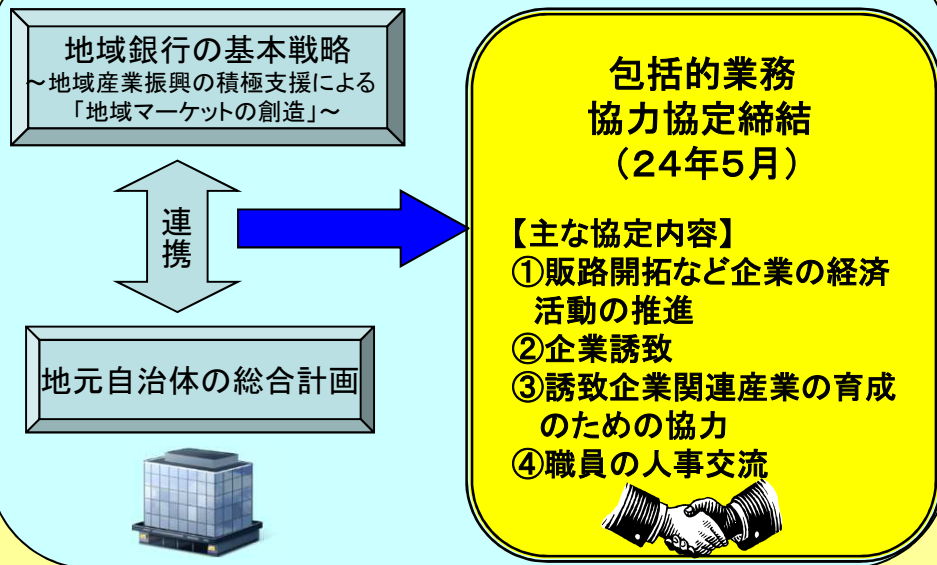 地域銀行の基本戦略
～地域産業振興の積極支援による
「地域マーケットの創造」～
連携
地元自治体の総合計画
包括的業務
協力協定締結
（２４年５月）
【主な協定内容】
①販路開拓など企業の経済
活動の推進
②企業誘致
③誘致企業関連産業の育成
のための協力
④職員の人事交流